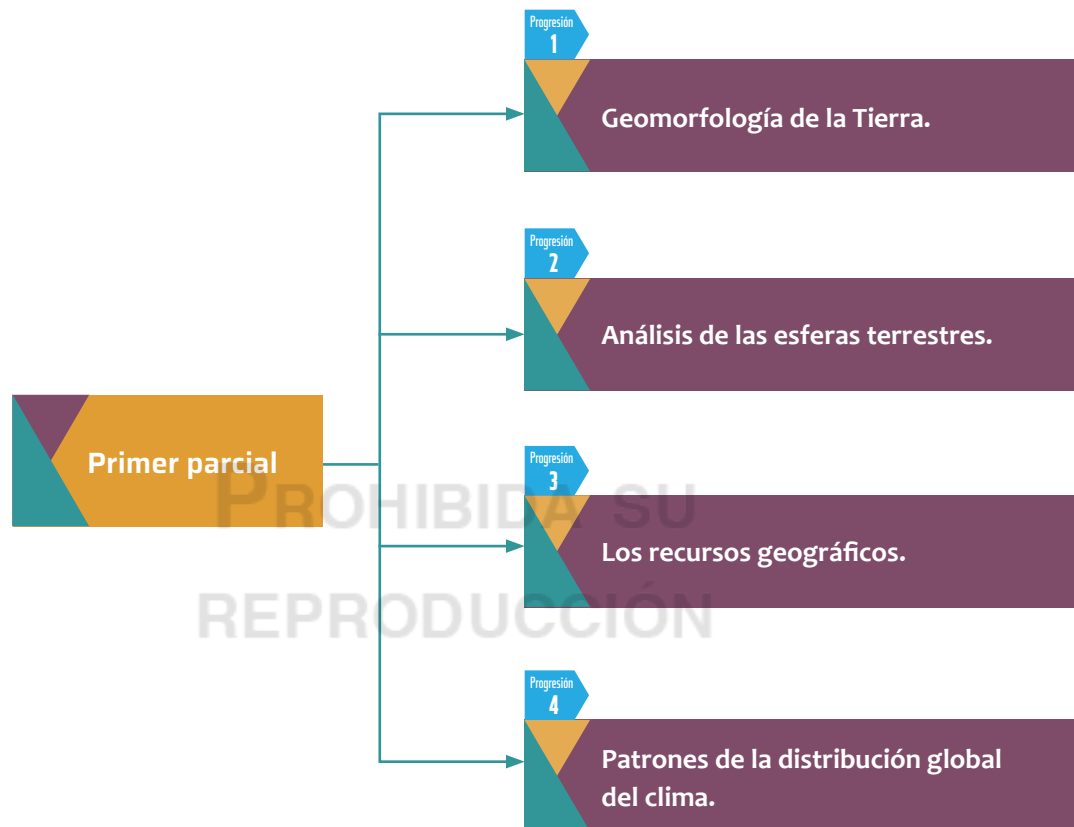 Progresión
1
Geomorfología de la Tierra.
Progresión
2
Análisis de las esferas terrestres.
Primer parcial
Progresión
3
Los recursos geográficos.
Progresión
4
Patrones de la distribución global
del clima.
PROHIBIDA SU
REPRODUCCIÓN